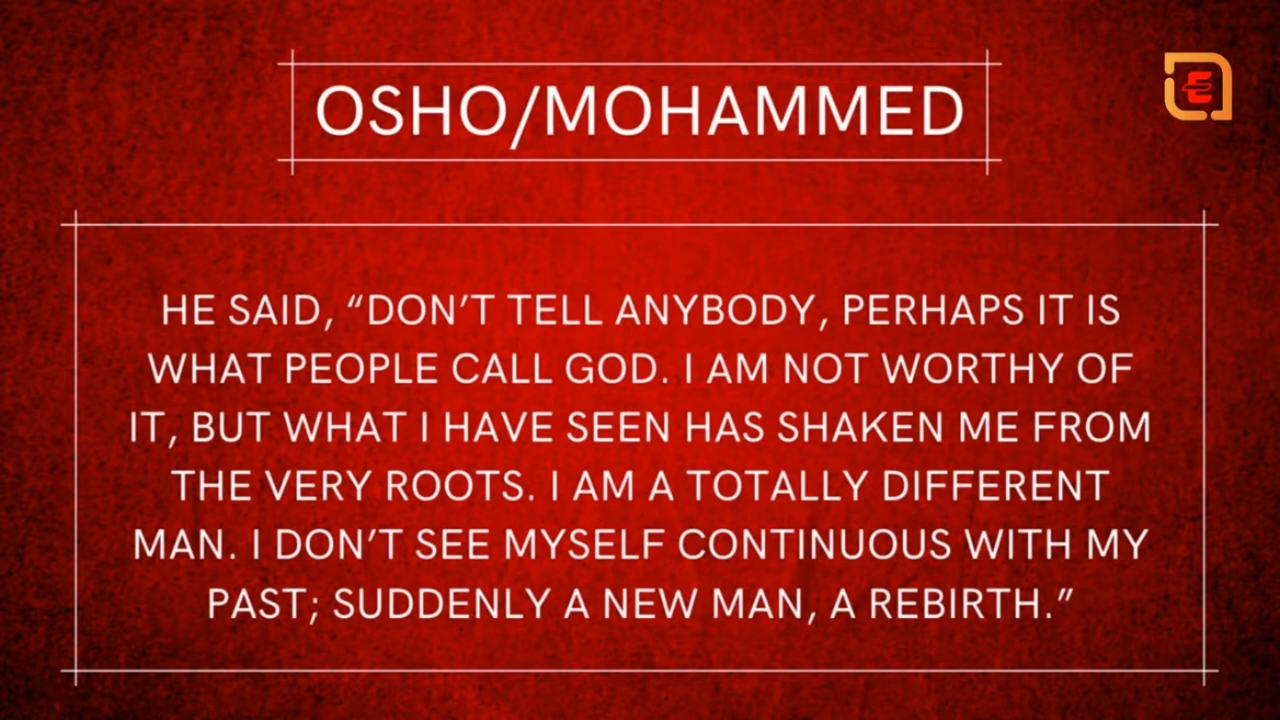 OSHO/MOHAMMED
HE SAID, “DON’T TELL ANYBODY, PERHAPS IT IS
WHAT PEOPLE CALL GOD. I AM NOT WORTHY OF
IT, BUT WHAT I HAVE SEEN HAS SHAKEN ME FROM
THE VERY ROOTS. I AM A TOTALLY DIFFERENT
MAN. I DON’T SEE MYSELF CONTINUOUS WITH MY
PAST; SUDDENLY A NEW MAN, A REBIRTH.”